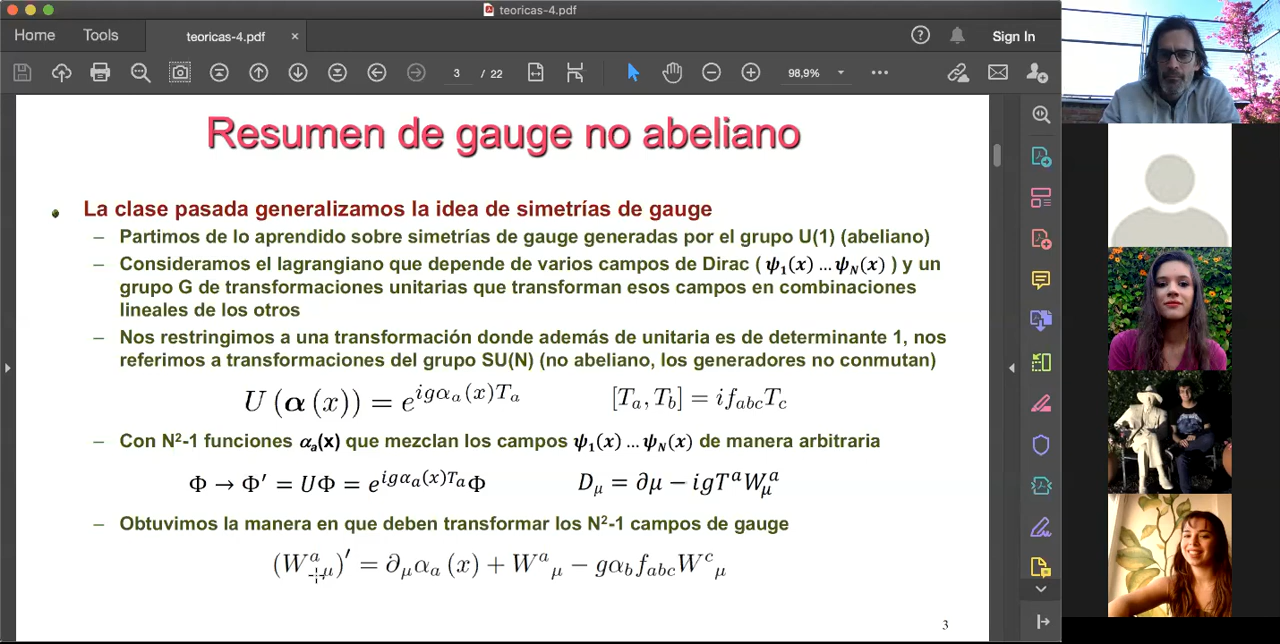 teoricas-4.pdf
Home Tools teoricas-4.pdf × Sign In
3 / 22 98,9%
Resumen de gauge no abeliano
• La clase pasada generalizamos la idea de simetrías de gauge
– Partimos de lo aprendido sobre simetrías de gauge generadas por el grupo U(1) (abeliano)
– Consideramos el lagrangiano que depende de varios campos de Dirac ( ψ₁(x) … ψ_N(x) ) y un
grupo G de transformaciones unitarias que transforman esos campos en combinaciones
lineales de los otros
– Nos restringimos a una transformación donde además de unitaria es de determinante 1, nos
referimos a transformaciones del grupo SU(N) (no abeliano, los generadores no conmutan)
U (α (x)) = e^{igα_a(x)T_a} [T_a, T_b] = if_{abc}T_c
– Con N²-1 funciones α_a(x) que mezclan los campos ψ₁(x) … ψ_N(x) de manera arbitraria
Φ → Φ′ = UΦ = e^{igα_a(x)T_a}Φ D_μ = ∂μ − igT^aW_μ^a
– Obtuvimos la manera en que deben transformar los N²-1 campos de gauge
(W^a_μ)′ = ∂_μα_a (x) + W^a_μ − gα_bf_{abc}W^c_μ
3